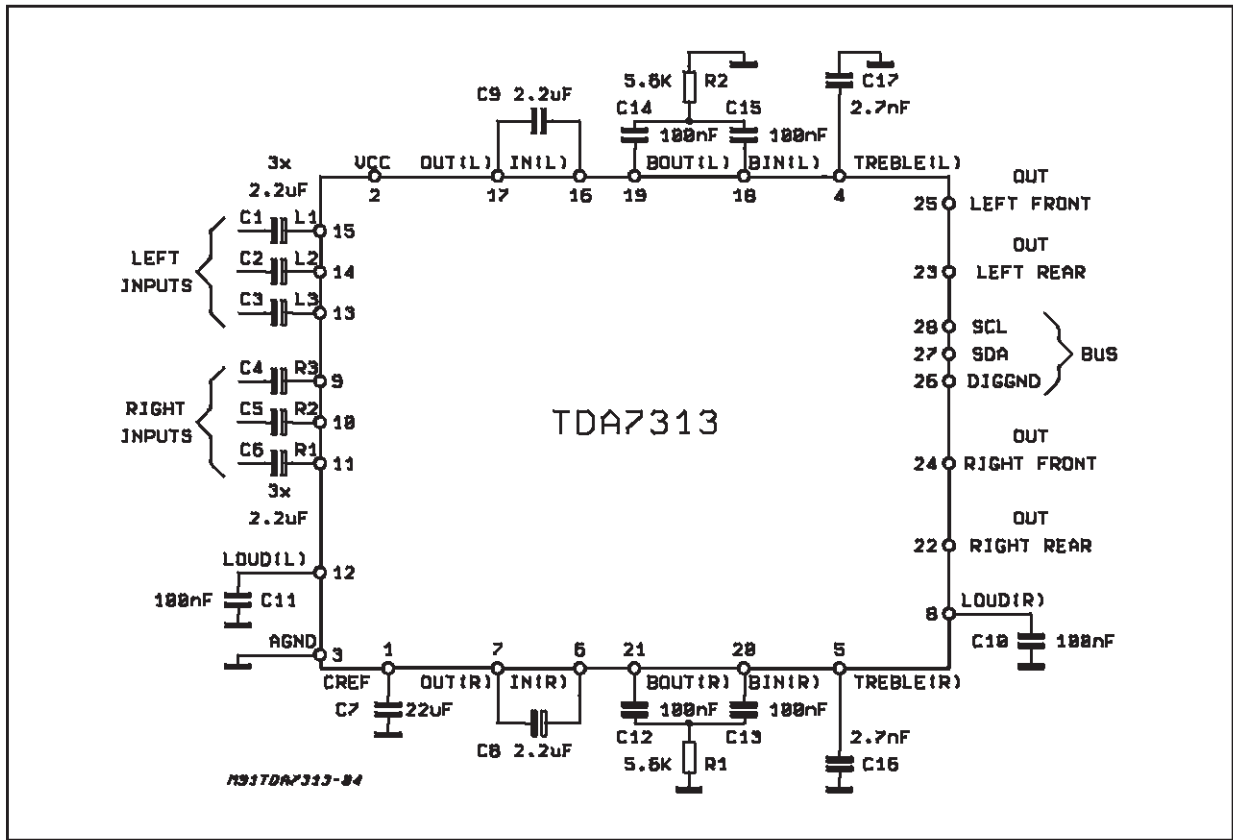 5.6K R2
C9 2.2uF
C14
C15
C17
2.7nF
100nF
100nF
3x
2.2uF
VCC
OUT(L)
IN(L)
BOUT(L)
BIN(L)
TREBLE(L)
2
17
16
19
18
4
C1 L1
15
C2 L2
14
C3 L3
13
LEFT
INPUTS
C4 R3
9
C5 R2
10
C6 R1
11
RIGHT
INPUTS
3x
2.2uF
TDA7313
OUT
25 LEFT FRONT
OUT
23 LEFT REAR
28 SCL
27 SDA
26 DIGGND
BUS
OUT
24 RIGHT FRONT
OUT
22 RIGHT REAR
LOUD(L)
12
100nF C11
AGND
3
8 LOUD(R)
C10 100nF
1
7
6
21
20
5
CREF
OUT(R)
IN(R)
BOUT(R)
BIN(R)
TREBLE(R)
C7 22uF
C8 2.2uF
100nF
100nF
C12
C13
5.6K R1
2.7nF
C16
M91TDA7313-04